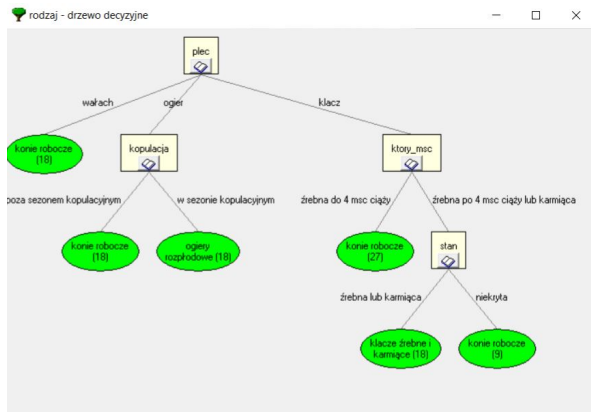 rodzaj - drzewo decyzyjne
plec
wałach
ogier
klacz
konie robocze
(18)
kopulacja
ktory_msc
poza sezonem kopulacyjnym
w sezonie kopulacyjnym
źrebna do 4 msc ciąży
źrebna po 4 msc ciąży lub karmiąca
konie robocze
(18)
ogiery
rozpłodowe (18)
konie robocze
(27)
stan
źrebna lub karmiąca
niekryta
klacze źrebne i
karmiące (18)
konie robocze
(9)